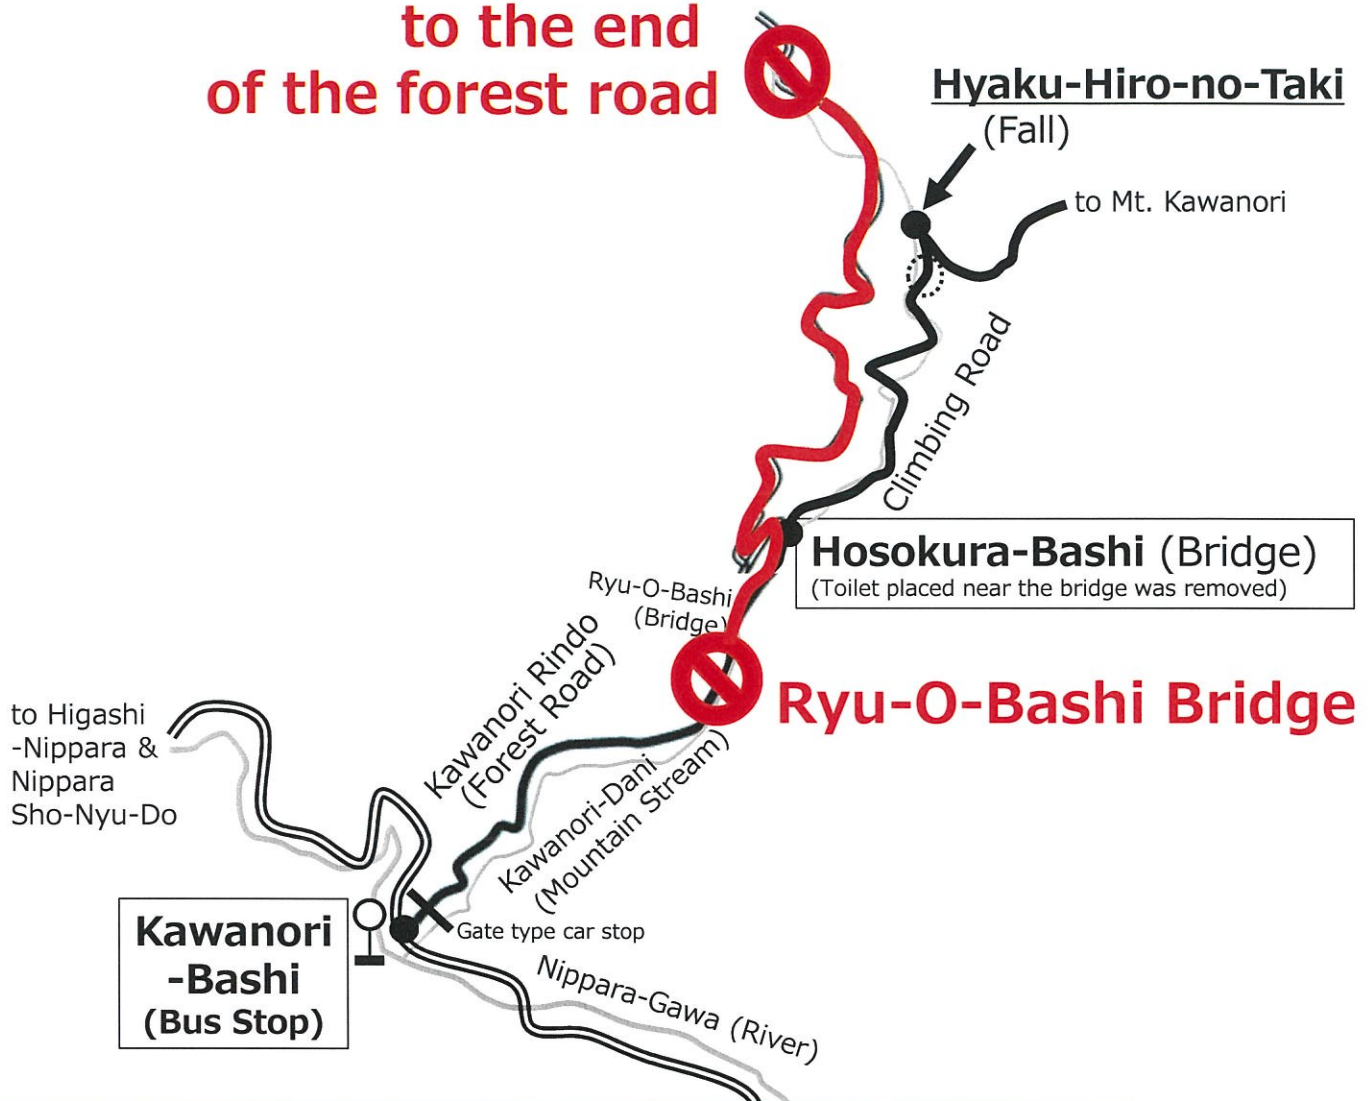 to the end
of the forest road
Hyaku-Hiro-no-Taki
(Fall)
to Mt. Kawanori
Climbing Road
Hosokura-Bashi (Bridge)
(Toilet placed near the bridge was removed)
Ryu-O-Bashi
(Bridge)
Ryu-O-Bashi Bridge
Kawanori Rindo
(Forest Road)
Kawanori-Dani
(Mountain Stream)
to Higashi
-Nippara &
Nippara
Sho-Nyu-Do
Kawanori
-Bashi
(Bus Stop)
Gate type car stop
Nippara-Gawa (River)